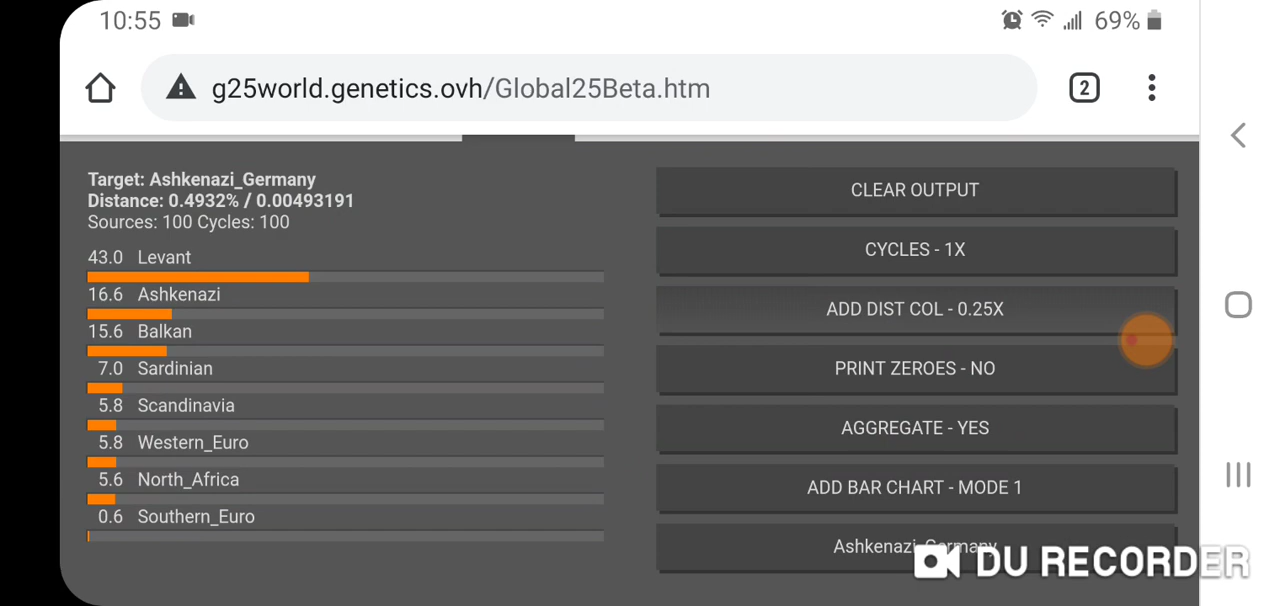 10:55
69%
g25world.genetics.ovh/Global25Beta.htm
2
Target: Ashkenazi_Germany
Distance: 0.4932% / 0.00493191
Sources: 100 Cycles: 100
43.0 Levant
16.6 Ashkenazi
15.6 Balkan
7.0 Sardinian
5.8 Scandinavia
5.8 Western_Euro
5.6 North_Africa
0.6 Southern_Euro
CLEAR OUTPUT
CYCLES - 1X
ADD DIST COL - 0.25X
PRINT ZEROES - NO
AGGREGATE - YES
ADD BAR CHART - MODE 1
Ashkenazi_Germany
DU RECORDER